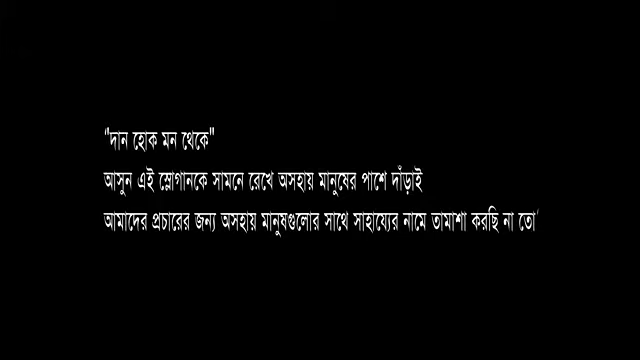 "দান হোক মন থেকে"
আসুন এই স্লোগানকে সামনে রেখে অসহায় মানুষের পাশে দাঁড়াই
আমাদের প্রচারের জন্য অসহায় মানুষগুলোর সাথে সাহায্যের নামে তামাশা করছি না তো